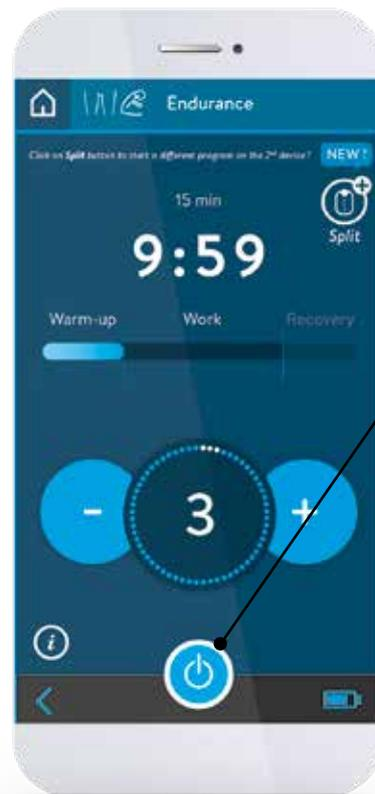 Endurance
Click on Split button to start a different program on the 2nd device! NEW!
15 min
Split
9:59
Warm-up Work Recovery
- 3 +
i